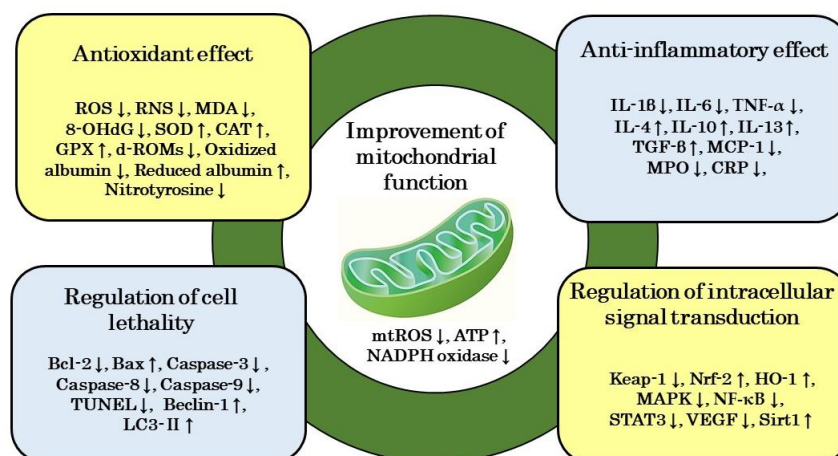 Antioxidant effect
ROS ↓, RNS ↓, MDA ↓,
8-OHdG ↓, SOD ↑, CAT ↑,
GPX ↑, d-ROMs ↓, Oxidized
albumin ↓, Reduced albumin ↑,
Nitrotyrosine ↓
Anti-inflammatory effect
IL-1ß ↓, IL-6 ↓, TNF-α ↓,
IL-4 ↑, IL-10 ↑, IL-13 ↑,
TGF-ß ↑, MCP-1 ↓,
MPO ↓, CRP ↓,
Improvement of
mitochondrial
function
mtROS ↓, ATP ↑,
NADPH oxidase ↓
Regulation of cell
lethality
Bcl-2 ↓, Bax ↑, Caspase-3 ↓,
Caspase-8 ↓, Caspase-9 ↓,
TUNEL ↓, Beclin-1 ↑,
LC3-II ↑
Regulation of intracellular
signal transduction
Keap-1 ↓, Nrf-2 ↑, HO-1 ↑,
MAPK ↓, NF-κB ↓,
STAT3 ↓, VEGF ↓, Sirt1 ↑